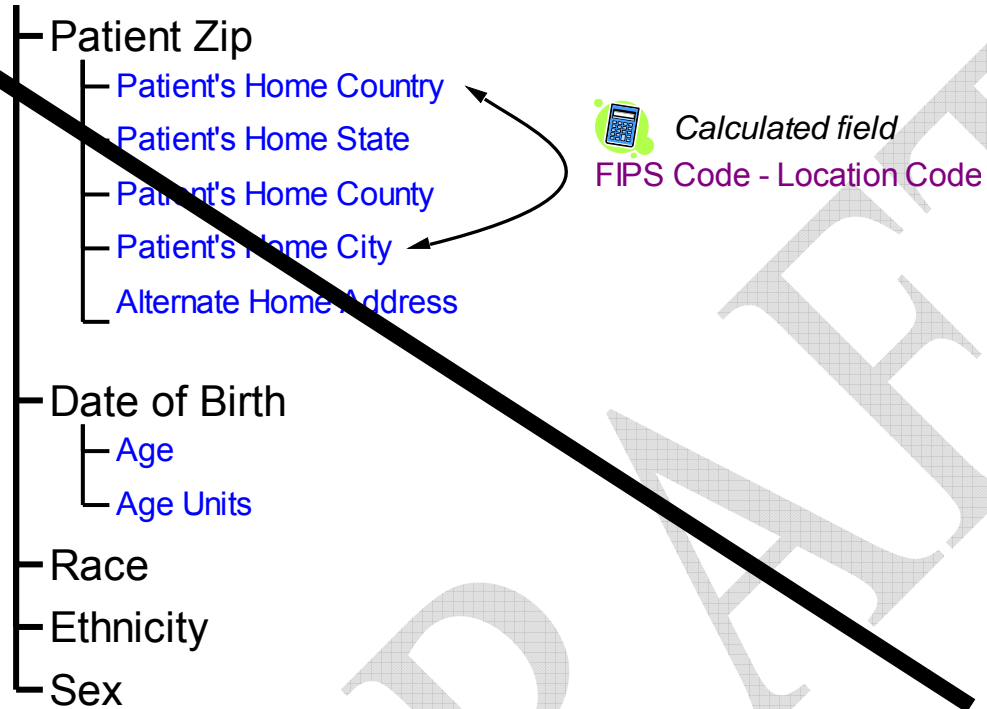 Patient Zip
Patient's Home Country
Calculated field
Patient's Home State
FIPS Code - Location Code
Patient's Home County
Patient's Home City
Alternate Home Address
Date of Birth
Age
Age Units
Race
Ethnicity
Sex